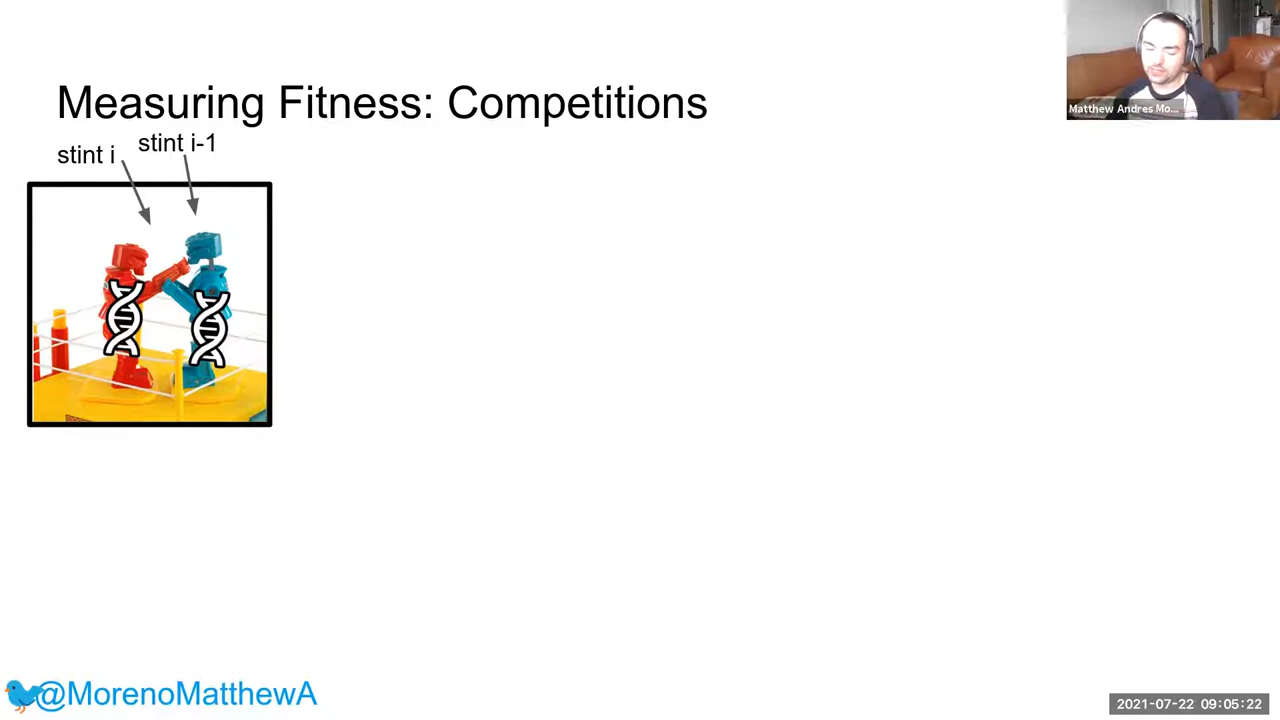 Measuring Fitness: Competitions
stint i
stint i-1
Matthew Andres Mo...
@MorenoMatthewA
2021-07-22 09:05:22